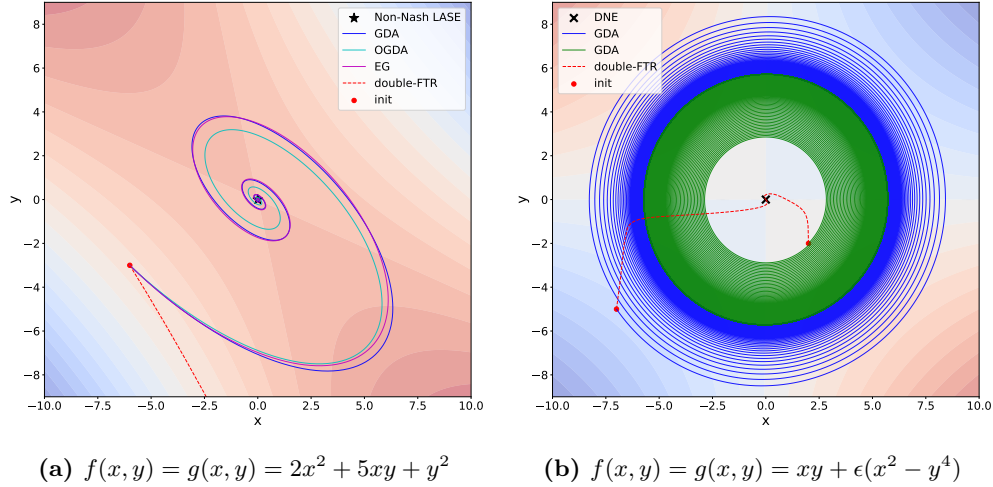 8
6
4
2
0
−2
−4
−6
−8
y
−10.0
−7.5
−5.0
−2.5
0.0
2.5
5.0
7.5
10.0
x
Non-Nash LASE
GDA
OGDA
EG
double-FTR
init
(a) f(x, y) = g(x, y) = 2x² + 5xy + y²
8
6
4
2
0
−2
−4
−6
−8
y
−10.0
−7.5
−5.0
−2.5
0.0
2.5
5.0
7.5
10.0
x
DNE
GDA
GDA
double-FTR
init
(b) f(x, y) = g(x, y) = xy + ϵ(x² − y⁴)